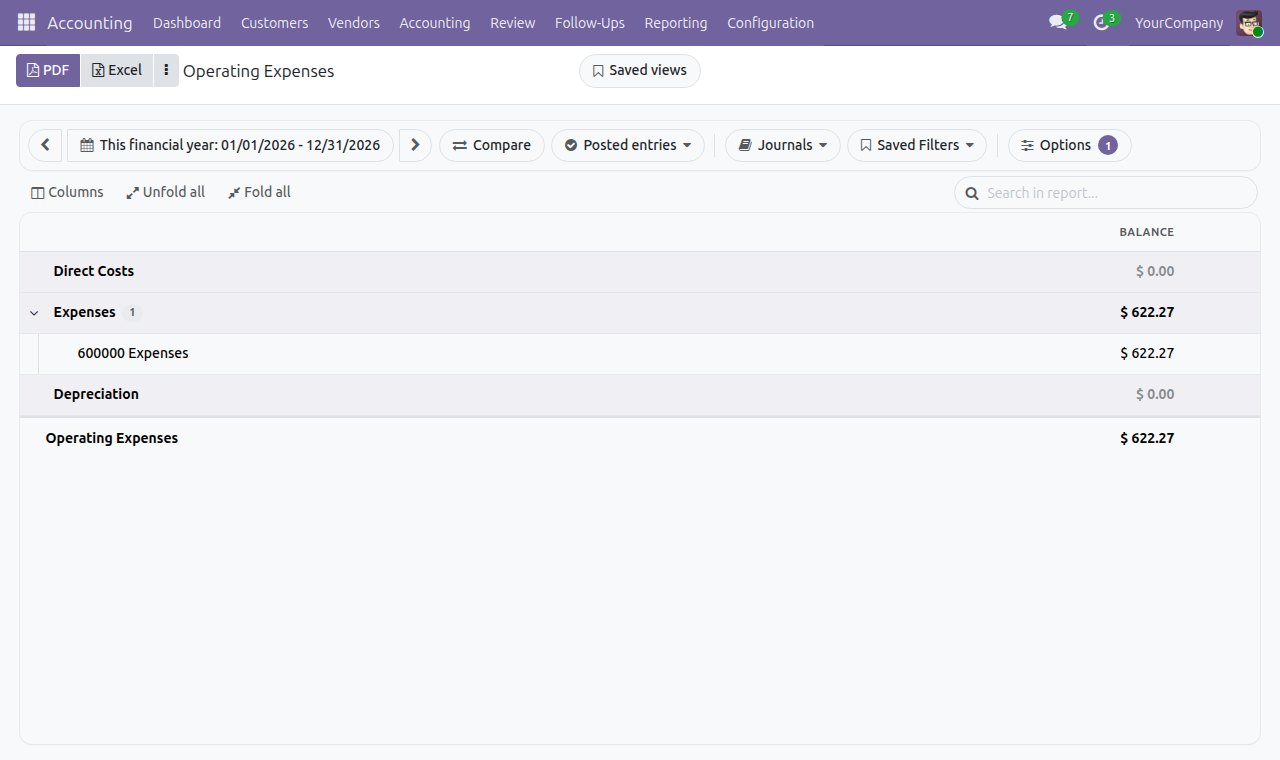 Accounting Dashboard Customers Vendors Accounting Review Follow-Ups Reporting Configuration 7 3 YourCompany
PDF Excel Operating Expenses Saved views
This financial year: 01/01/2026 - 12/31/2026 Compare Posted entries Journals Saved Filters Options 1
Columns Unfold all Fold all Search in report...
BALANCE
Direct Costs $ 0.00
Expenses 1 $ 622.27
600000 Expenses $ 622.27
Depreciation $ 0.00
Operating Expenses $ 622.27